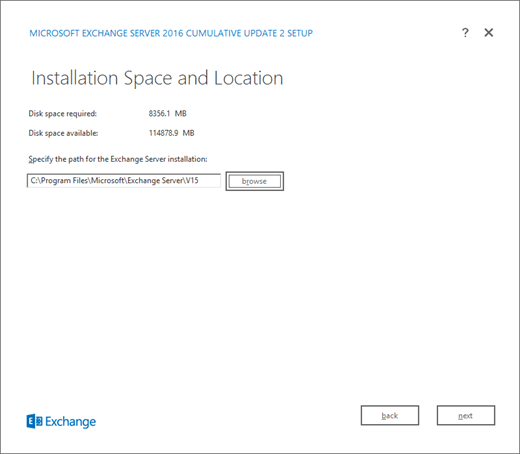 MICROSOFT EXCHANGE SERVER 2016 CUMULATIVE UPDATE 2 SETUP ? ✕
Installation Space and Location
Disk space required: 8356.1 MB
Disk space available: 114878.9 MB
Specify the path for the Exchange Server installation:
C:\Program Files\Microsoft\Exchange Server\V15 browse
back next
E Exchange